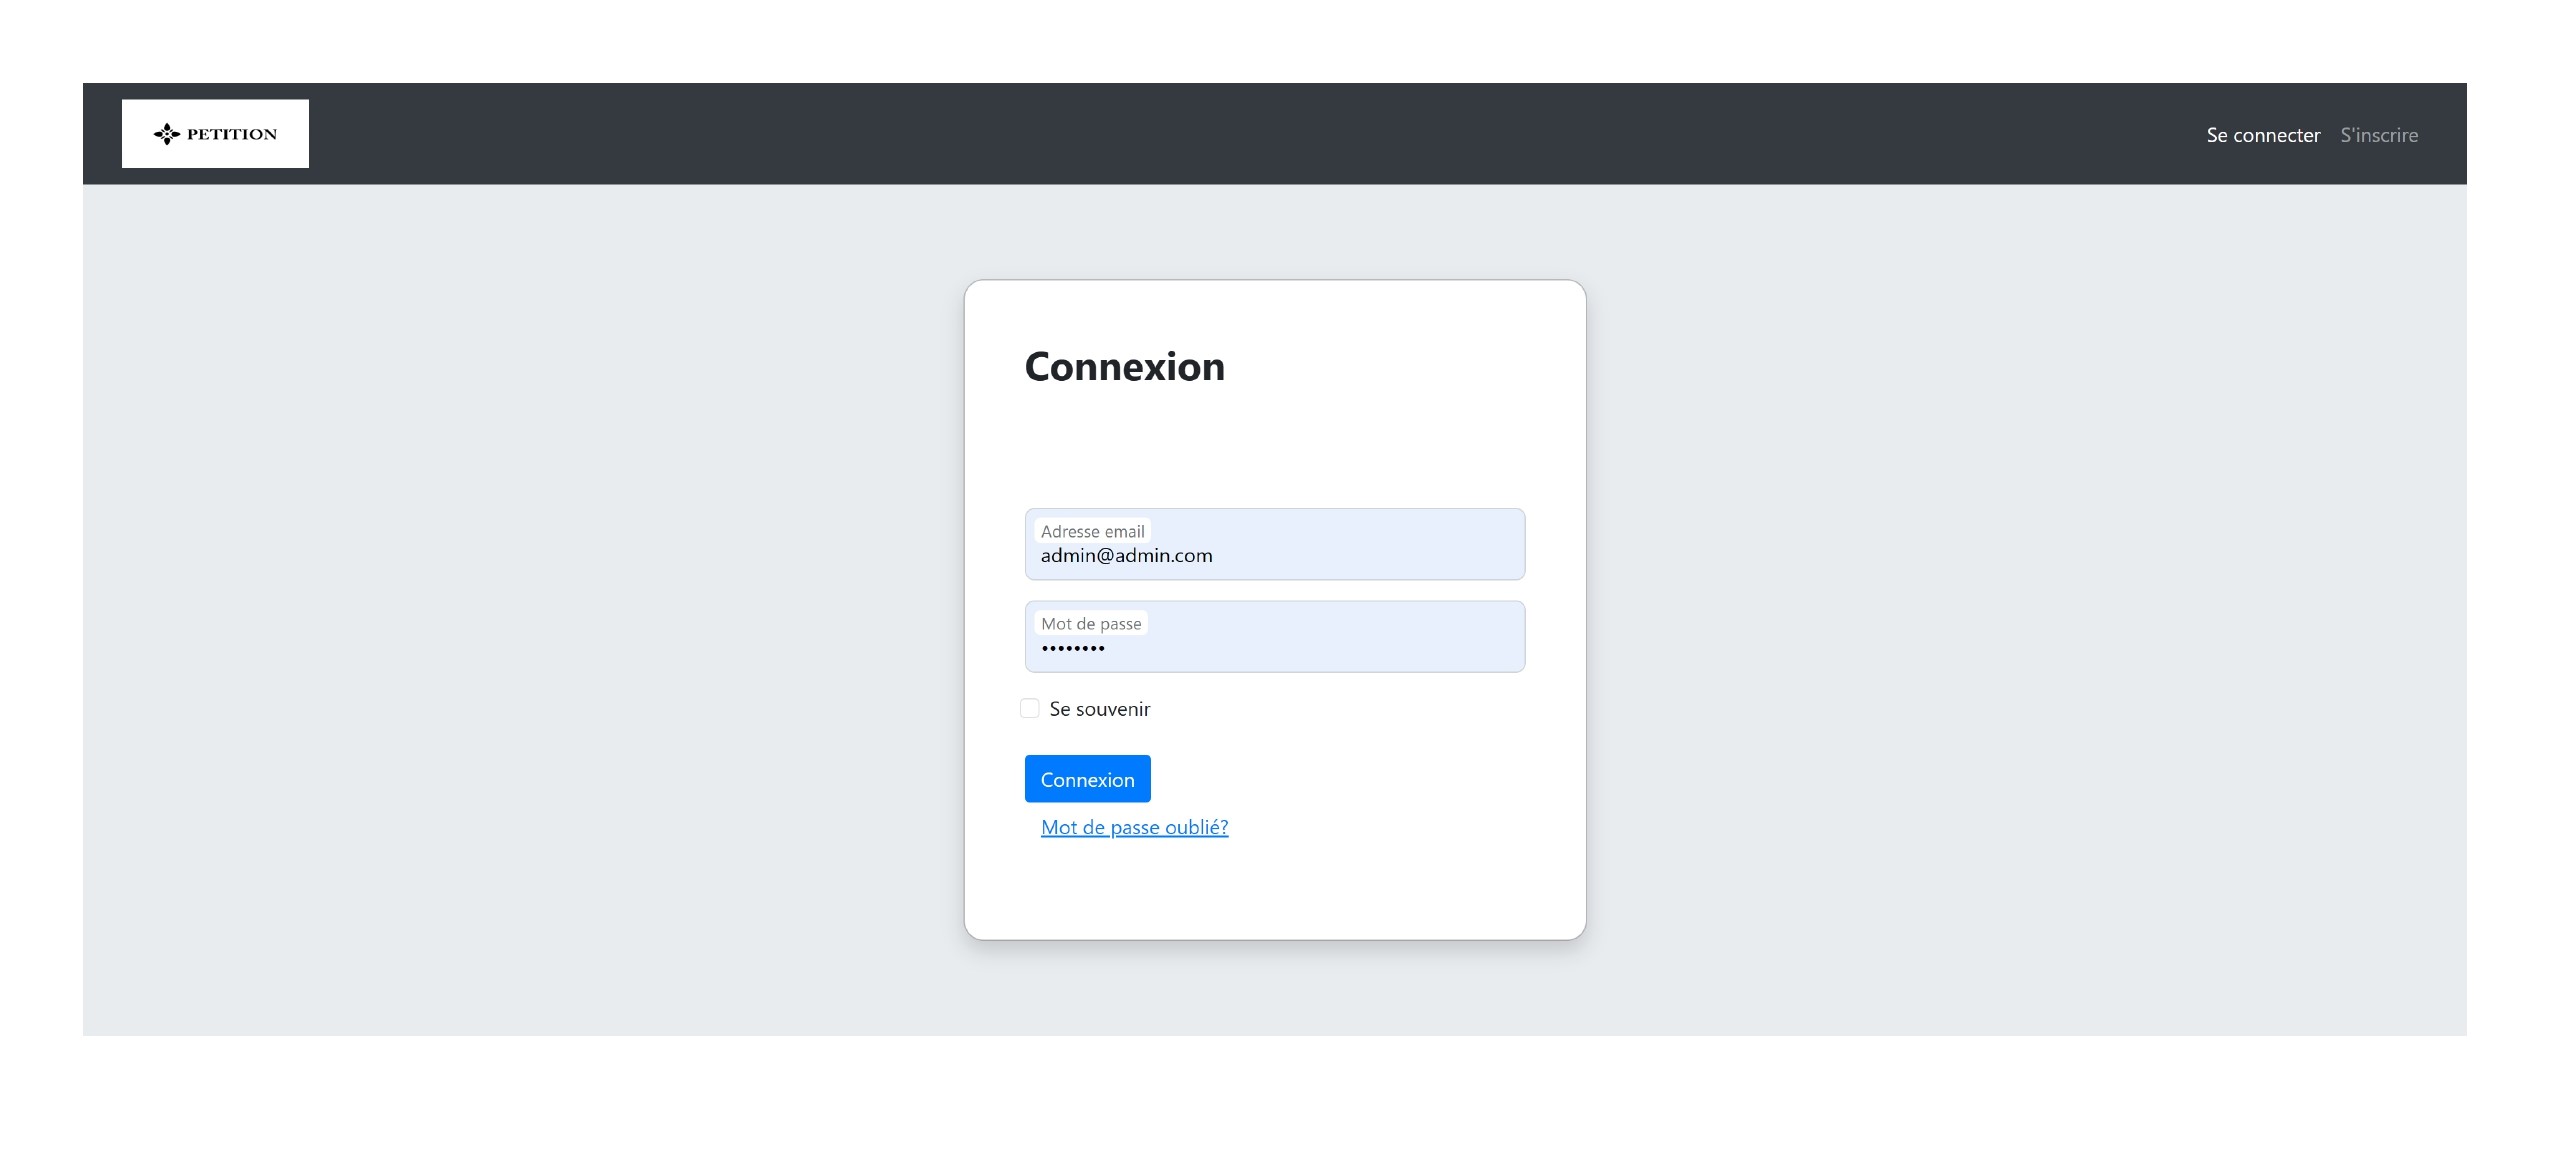 PETITION
Se connecter S'inscrire
Connexion
Adresse email
admin@admin.com
Mot de passe
••••••••
Se souvenir
Connexion
Mot de passe oublié?